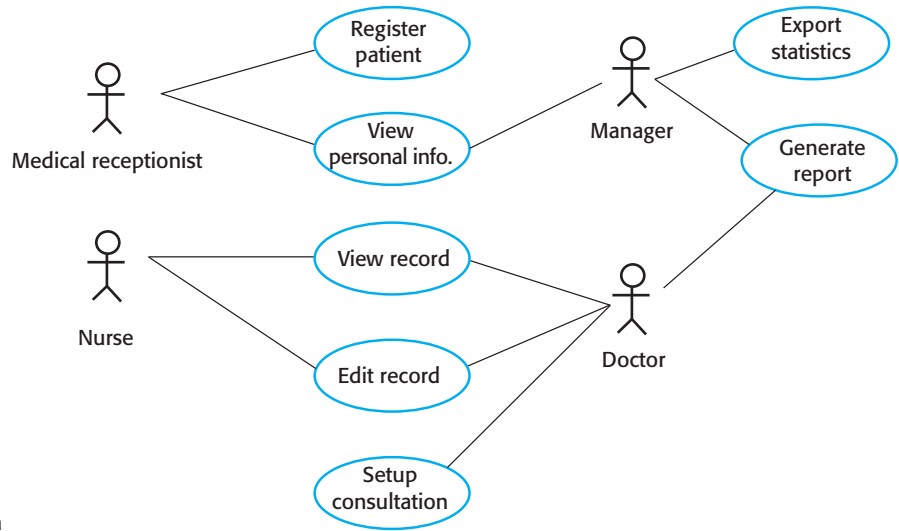 Register
patient
Export
statistics
Manager
View
personal info.
Medical receptionist
Generate
report
View record
Nurse
Doctor
Edit record
Setup
consultation